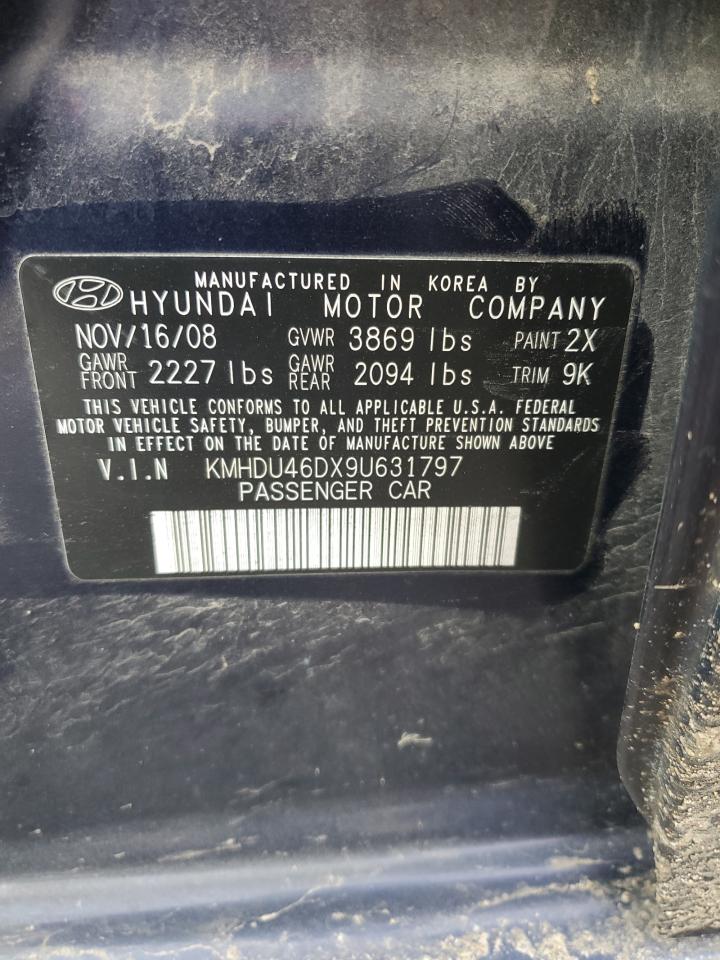 MANUFACTURED IN KOREA BY
HYUNDAI MOTOR COMPANY
NOV/16/08 GVWR 3869 lbs PAINT 2X
GAWR FRONT 2227 lbs GAWR REAR 2094 lbs TRIM 9K
THIS VEHICLE CONFORMS TO ALL APPLICABLE U.S.A. FEDERAL
MOTOR VEHICLE SAFETY, BUMPER, AND THEFT PREVENTION STANDARDS
IN EFFECT ON THE DATE OF MANUFACTURE SHOWN ABOVE
V.I.N KMHDU46DX9U631797
PASSENGER CAR